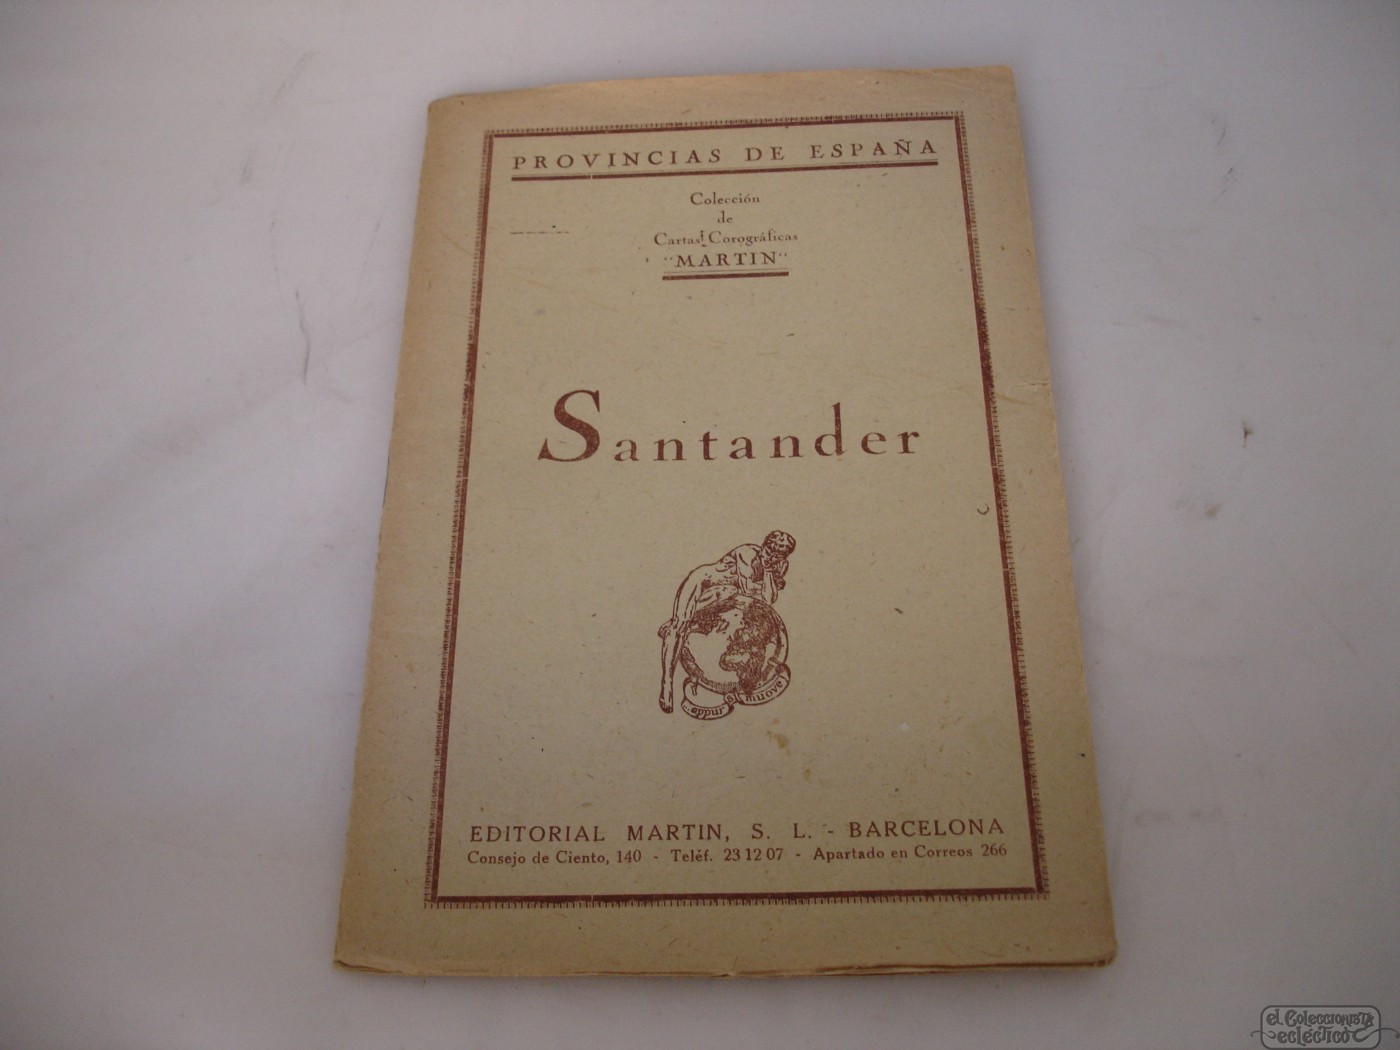 PROVINCIAS DE ESPAÑA
Colección
de
Cartas Corográficas
"MARTIN"
Santander
...eppur si muove
EDITORIAL MARTIN, S. L. - BARCELONA
Consejo de Ciento, 140 - Teléf. 23 12 07 - Apartado en Correos 266
el Coleccionista
ecléctico